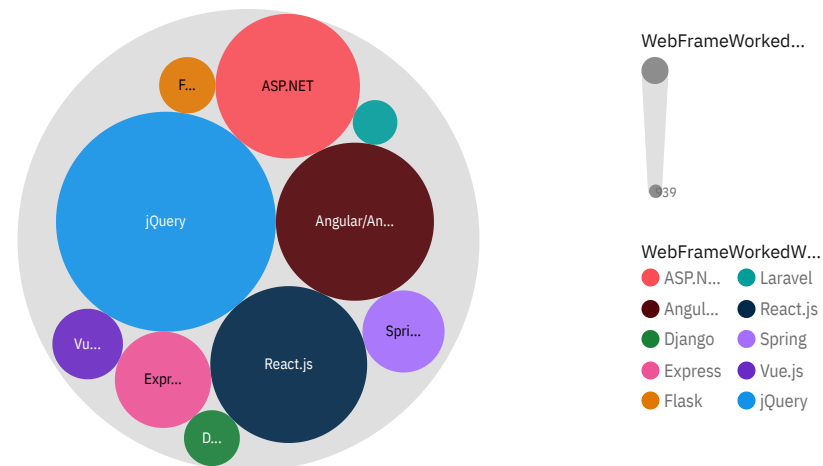 F...
ASP.NET
jQuery
Angular/An...
Vu...
Expr...
React.js
Spri...
D...
WebFrameWorked...
939
WebFrameWorkedW...
ASP.N...
Laravel
Angul...
React.js
Django
Spring
Express
Vue.js
Flask
jQuery